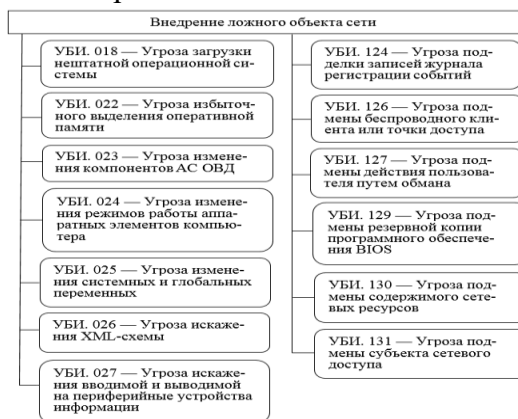 Внедрение ложного объекта сети
УБИ. 018 — Угроза загрузки
нештатной операционной си-
стемы
УБИ. 022 — Угроза избыточ-
ного выделения оперативной
памяти
УБИ. 023 — Угроза измене-
ния компонентов АС ОВД
УБИ. 024 — Угроза измене-
ния режимов работы аппа-
ратных элементов компью-
тера
УБИ. 025 — Угроза измене-
ния системных и глобальных
переменных
УБИ. 026 — Угроза искаже-
ния XML-схемы
УБИ. 027 — Угроза искаже-
ния вводимой и выводимой
на периферийные устройства
информации
УБИ. 124 — Угроза под-
делки записей журнала
регистрации событий
УБИ. 126 — Угроза под-
мены беспроводного кли-
ента или точки доступа
УБИ. 127 — Угроза под-
мены действия пользова-
теля путем обмана
УБИ. 129 — Угроза под-
мены резервной копии
программного обеспече-
ния BIOS
УБИ. 130 — Угроза под-
мены содержимого сете-
вых ресурсов
УБИ. 131 — Угроза под-
мены субъекта сетевого
доступа